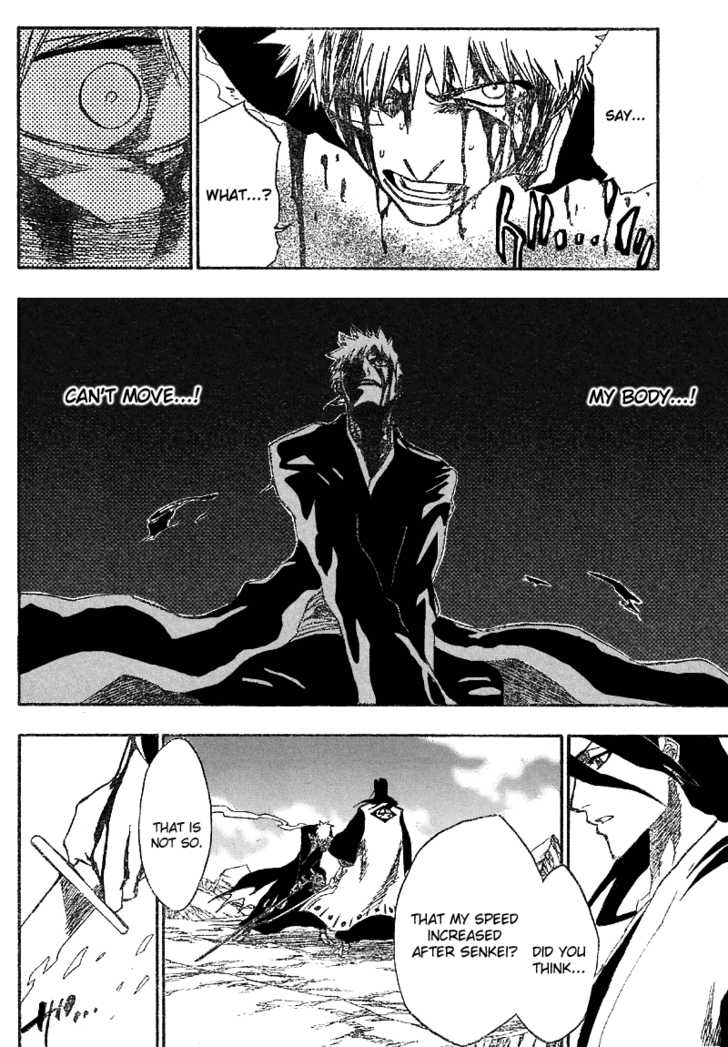 SAY...
WHAT...?
MY BODY...!
CAN'T MOVE...!
DID YOU
THINK...
THAT MY SPEED
INCREASED
AFTER SENKEI?
THAT IS
NOT SO.